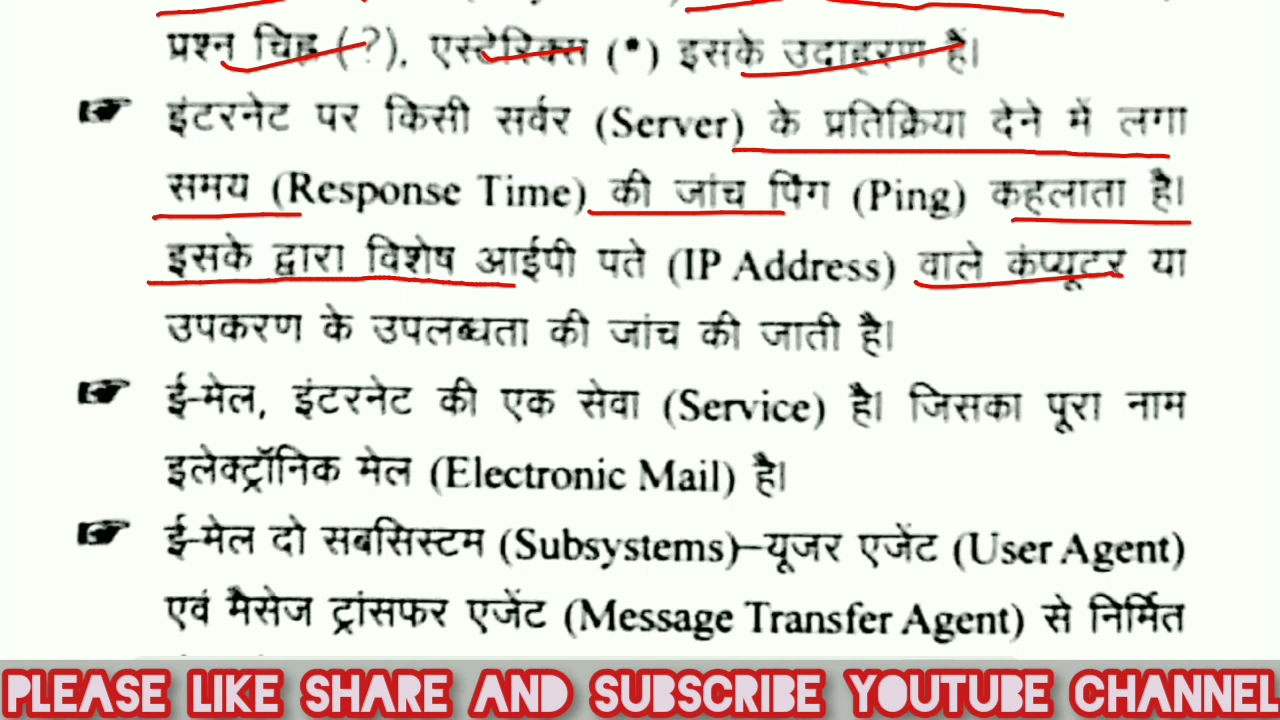 प्रश्न चिह्न (?), एस्टेरिक्स (*) इसके उदाहरण हैं।
इंटरनेट पर किसी सर्वर (Server) के प्रतिक्रिया देने में लगा
समय (Response Time) की जांच पिंग (Ping) कहलाता है।
इसके द्वारा विशेष आईपी पते (IP Address) वाले कंप्यूटर या
उपकरण के उपलब्धता की जांच की जाती है।
ई-मेल, इंटरनेट की एक सेवा (Service) है। जिसका पूरा नाम
इलेक्ट्रॉनिक मेल (Electronic Mail) है।
ई-मेल दो सबसिस्टम (Subsystems)–यूजर एजेंट (User Agent)
एवं मैसेज ट्रांसफर एजेंट (Message Transfer Agent) से निर्मित
PLEASE LIKE SHARE AND SUBSCRIBE YOUTUBE CHANNEL